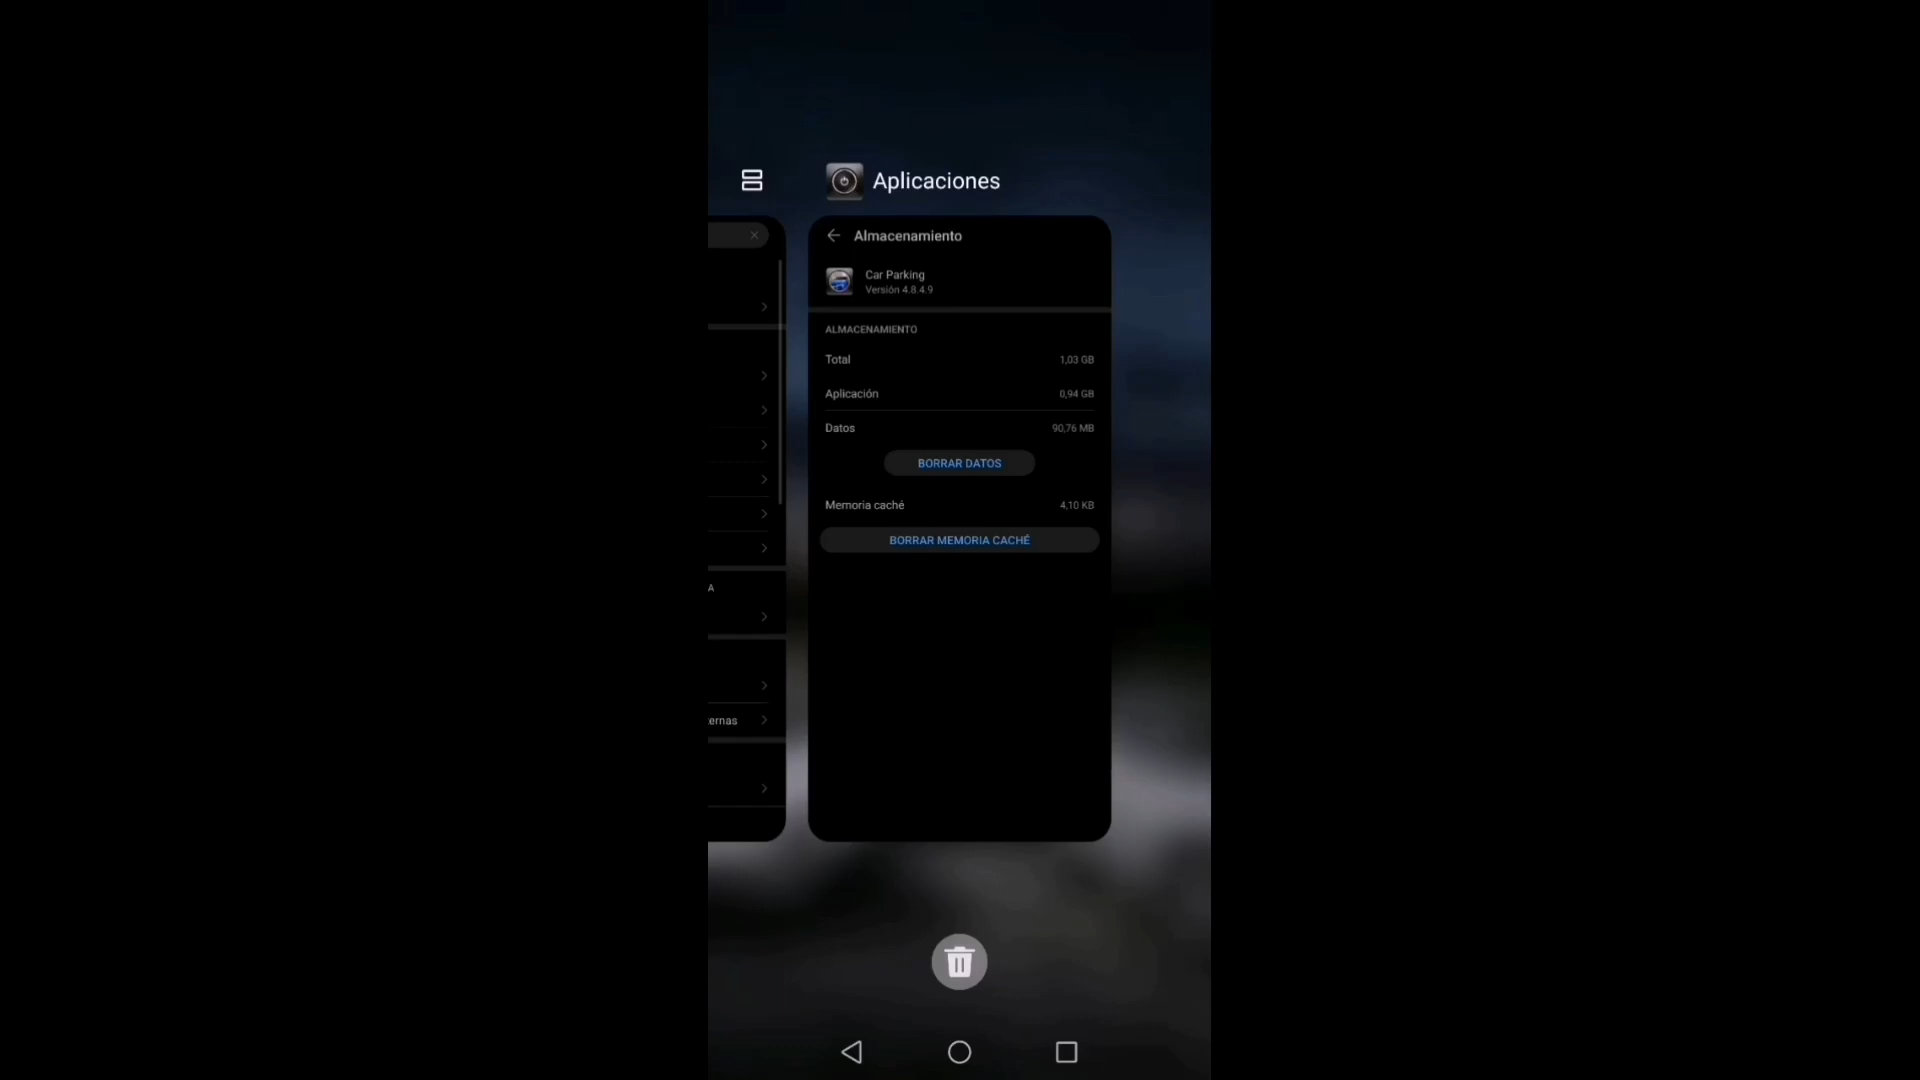 Aplicaciones
Almacenamiento
Car Parking
Versión 4.8.4.9
ALMACENAMIENTO
Total 1,03 GB
Aplicación 0,94 GB
Datos 90,76 MB
BORRAR DATOS
Memoria caché 4,10 KB
BORRAR MEMORIA CACHÉ
A
ernas